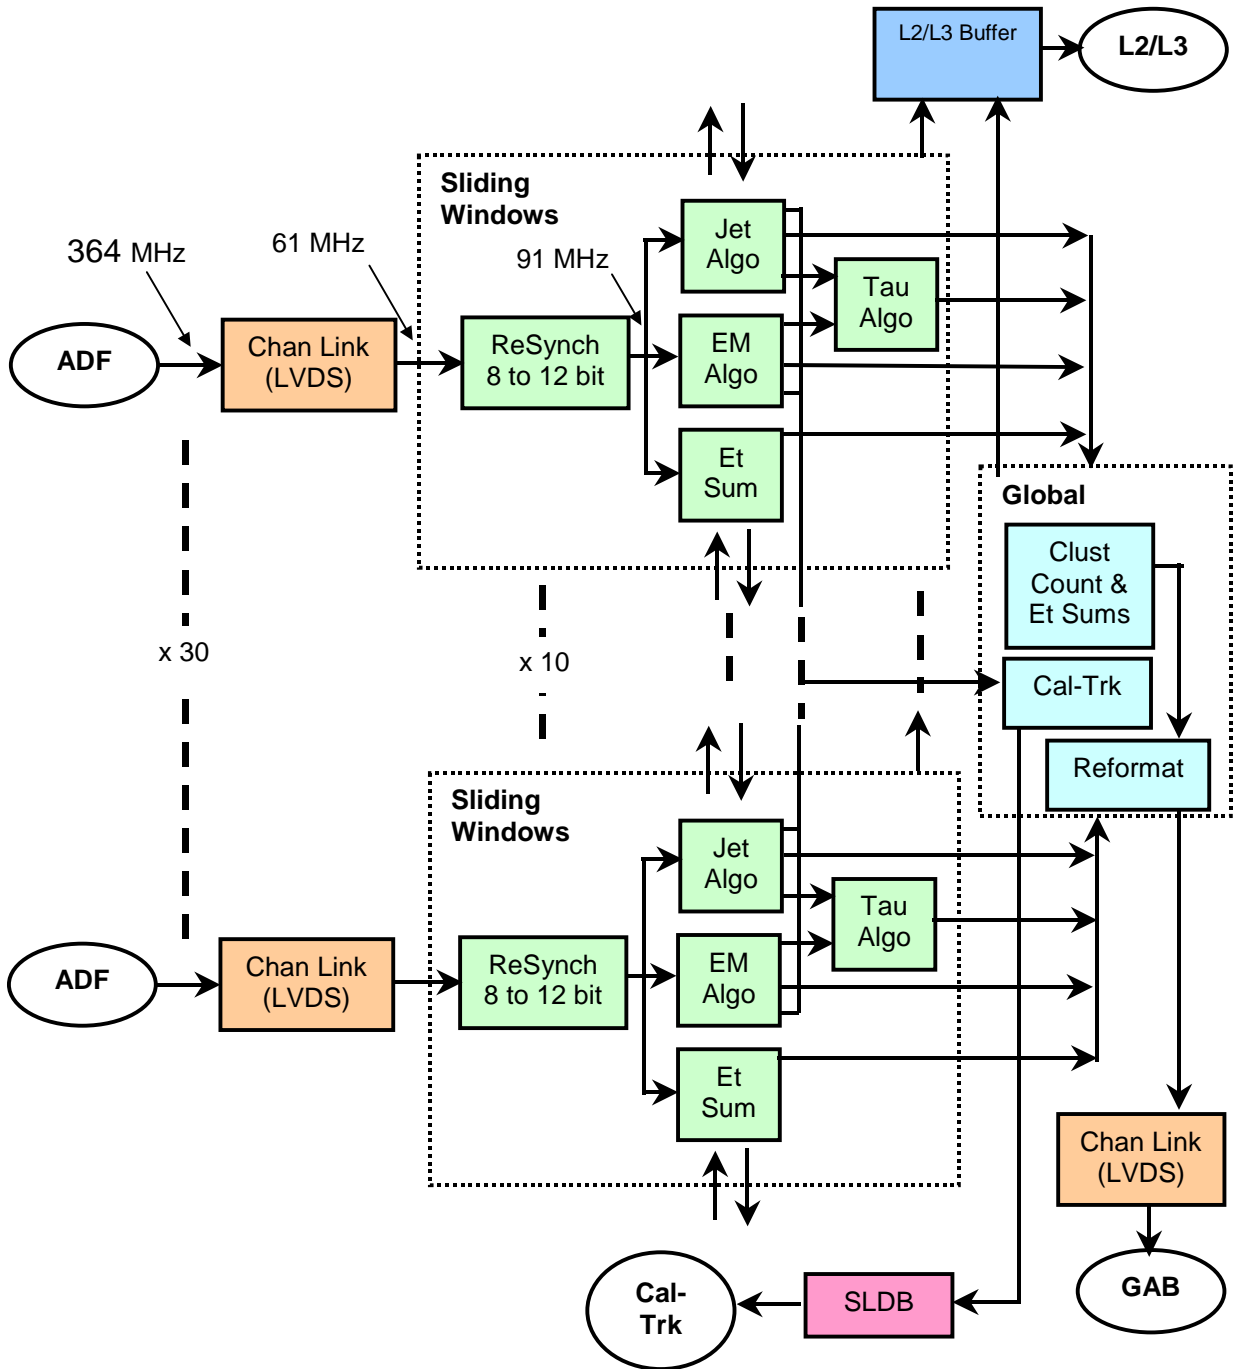 L2/L3 Buffer
L2/L3
Sliding
Windows
364 MHz
61 MHz
91 MHz
Jet
Algo
Tau
Algo
ADF
Chan Link
(LVDS)
ReSynch
8 to 12 bit
EM
Algo
Et
Sum
Global
Clust
Count &
Et Sums
x 30
x 10
Cal-Trk
Reformat
Sliding
Windows
Jet
Algo
Tau
Algo
ADF
Chan Link
(LVDS)
ReSynch
8 to 12 bit
EM
Algo
Et
Sum
Chan Link
(LVDS)
Cal-
Trk
SLDB
GAB